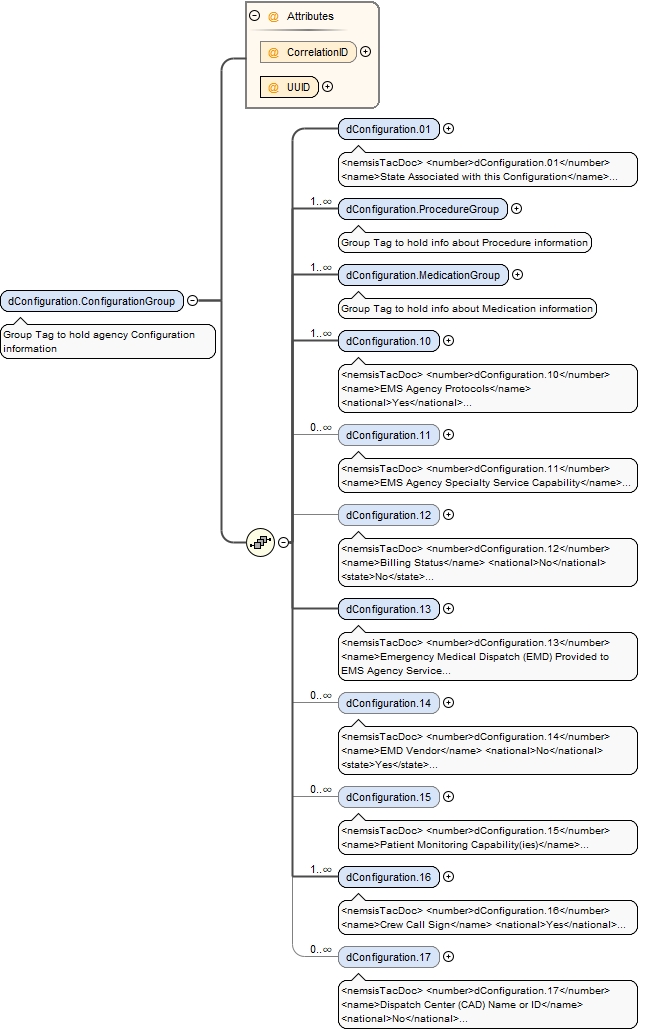 Attributes
@ CorrelationID
@ UUID
dConfiguration.01
<nemsisTacDoc> <number>dConfiguration.01</number>
<name>State Associated with this Configuration</name>...
1..∞
dConfiguration.ProcedureGroup
Group Tag to hold info about Procedure information
1..∞
dConfiguration.MedicationGroup
dConfiguration.ConfigurationGroup
Group Tag to hold info about Medication information
Group Tag to hold agency Configuration
information
1..∞
dConfiguration.10
<nemsisTacDoc> <number>dConfiguration.10</number>
<name>EMS Agency Protocols</name>
<national>Yes</national>...
0..∞
dConfiguration.11
<nemsisTacDoc> <number>dConfiguration.11</number>
<name>EMS Agency Specialty Service Capability</name>...
dConfiguration.12
<nemsisTacDoc> <number>dConfiguration.12</number>
<name>Billing Status</name> <national>No</national>
<state>No</state>...
dConfiguration.13
<nemsisTacDoc> <number>dConfiguration.13</number>
<name>Emergency Medical Dispatch (EMD) Provided to
EMS Agency Service...
0..∞
dConfiguration.14
<nemsisTacDoc> <number>dConfiguration.14</number>
<name>EMD Vendor</name> <national>No</national>
<state>Yes</state>...
0..∞
dConfiguration.15
<nemsisTacDoc> <number>dConfiguration.15</number>
<name>Patient Monitoring Capability(ies)</name>...
1..∞
dConfiguration.16
<nemsisTacDoc> <number>dConfiguration.16</number>
<name>Crew Call Sign</name> <national>Yes</national>...
0..∞
dConfiguration.17
<nemsisTacDoc> <number>dConfiguration.17</number>
<name>Dispatch Center (CAD) Name or ID</name>
<national>No</national>...